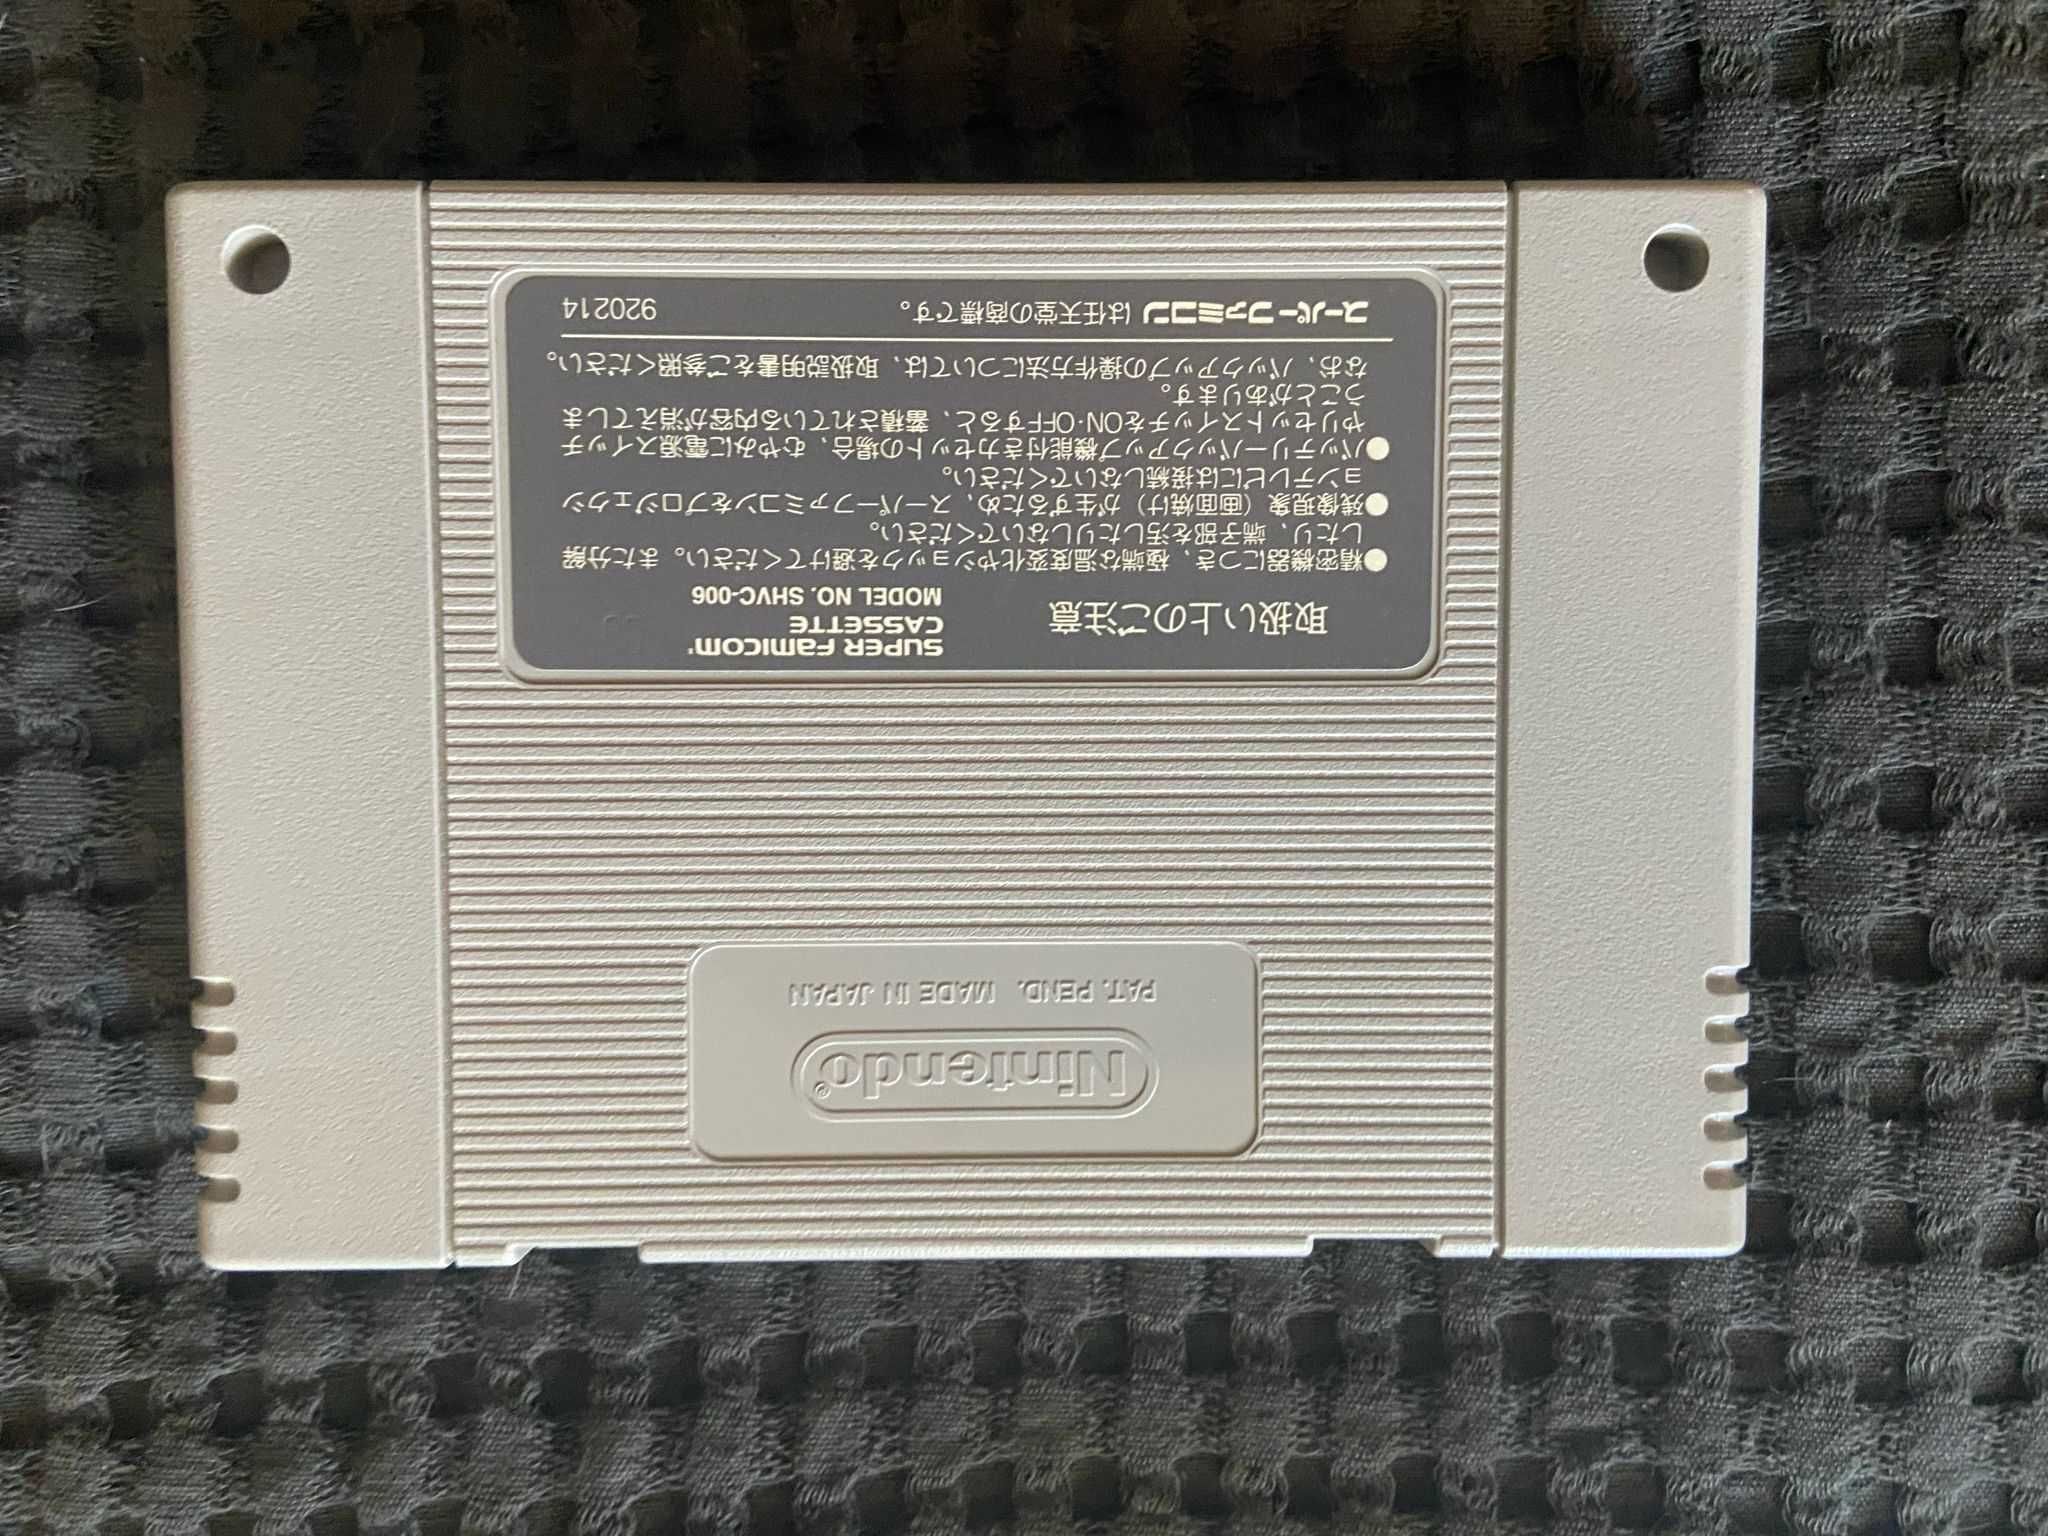 Nintendo®
PAT. PEND. MADE IN JAPAN
取扱い上のご注意
SUPER FAMICOM
CASSETTE
MODEL NO. SHVC-006
●精密機器につき、極端な温度変化やショックを避けてください。また分解
したり、端子部を汚したりしないでください。
●残像現象（画面焼け）が生ずるため、スーパーファミコンをプロジェクシ
ョンテレビには接続しないでください。
●バッテリーバックアップ機能付きカセットの場合、むやみに電源スイッチ
やリセットスイッチをON·OFFすると、蓄積されている内容が消えてしま
うことがあります。
なお、バックアップの操作方法については、取扱説明書をご参照ください。
スーパーファミコン は任天堂の商標です。 920214